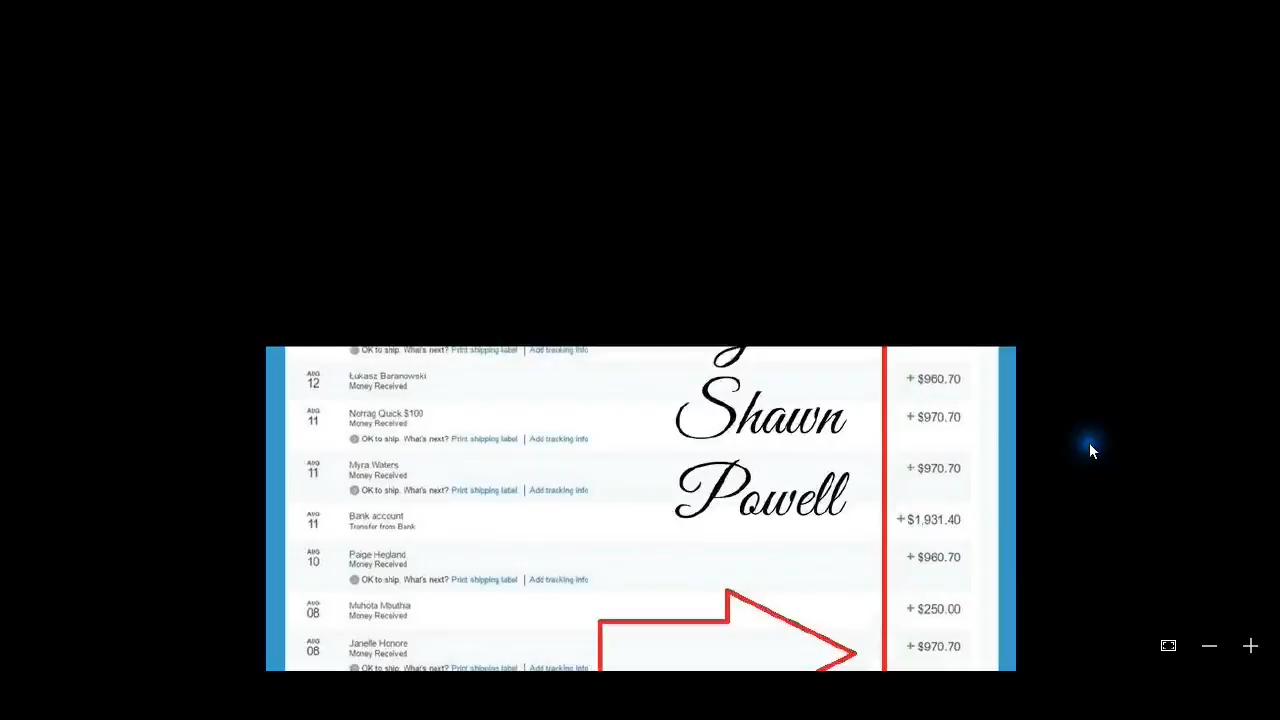 OK to ship. What's next? Print shipping label | Add tracking info
AUG 12
Łukasz Baranowski
Money Received
+ $960.70
AUG 11
Norrag Quick $100
Money Received
OK to ship. What's next? Print shipping label | Add tracking info
+ $970.70
AUG 11
Myra Waters
Money Received
OK to ship. What's next? Print shipping label | Add tracking info
+ $970.70
AUG 11
Bank account
Transfer from Bank
+ $1,931.40
AUG 10
Paige Hegland
Money Received
OK to ship. What's next? Print shipping label | Add tracking info
+ $960.70
AUG 08
Muhota Mbuthia
Money Received
+ $250.00
AUG 08
Janelle Honore
Money Received
OK to ship. What's next? Print shipping label | Add tracking info
+ $970.70
Shawn
Powell